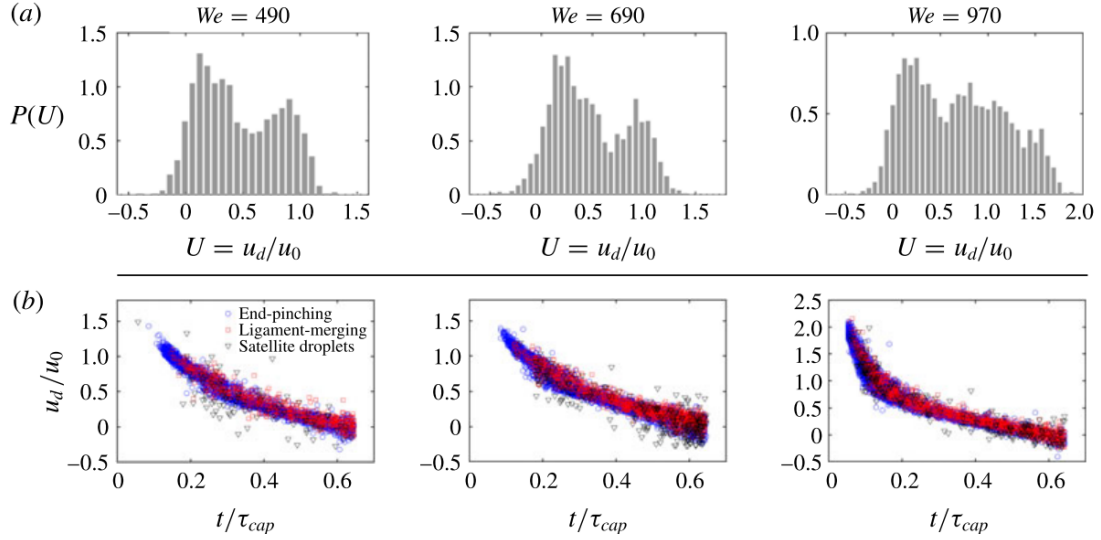 (a)
We = 490
We = 690
We = 970
P(U)
1.5
1.0
0.5
0
–0.5 0 0.5 1.0 1.5
U = u_d/u_0
1.5
1.0
0.5
0
–0.5 0 0.5 1.0 1.5
U = u_d/u_0
1.0
0.5
0
–0.5 0 0.5 1.0 1.5 2.0
U = u_d/u_0
(b)
u_d/u_0
1.5
1.0
0.5
0
–0.5
End-pinching
Ligament-merging
Satellite droplets
0 0.2 0.4 0.6
t/τ_cap
1.5
1.0
0.5
0
–0.5
0 0.2 0.4 0.6
t/τ_cap
2.5
2.0
1.5
1.0
0.5
0
–0.5
0 0.2 0.4 0.6
t/τ_cap